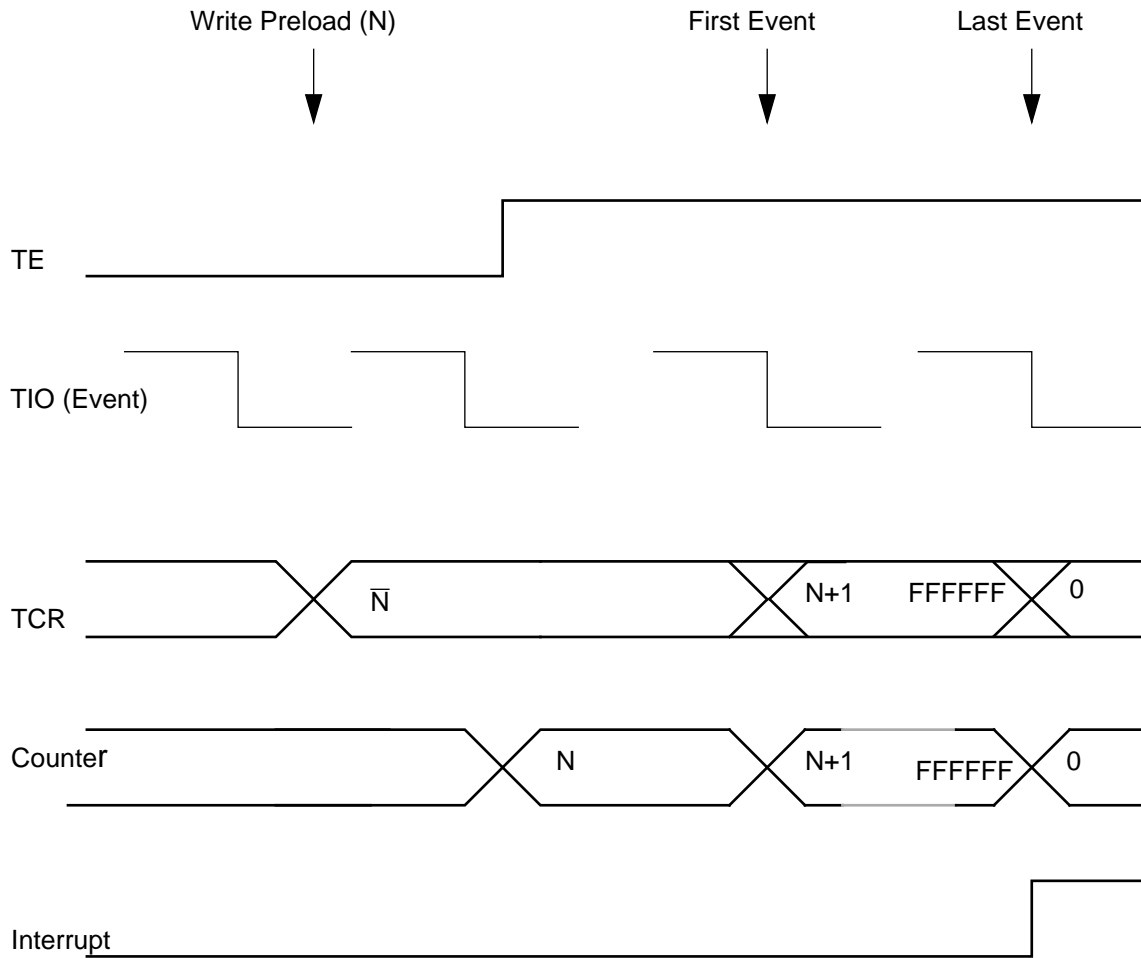 Write Preload (N) First Event Last Event
TE
TIO (Event)
TCR N̅ N+1 FFFFFF 0
Counter N N+1 FFFFFF 0
Interrupt